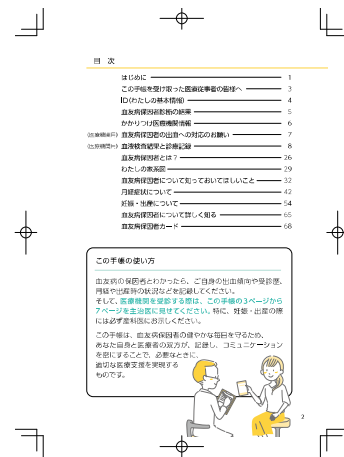 目 次
はじめに 1
この手帳を受け取った医療従事者の皆様へ 3
ID(わたしの基本情報) 4
血友病保因者診断の結果 5
かかりつけ医療機関情報 6
(医療機関用) 血友病保因者の出血への対応のお願い 7
(医療機関用) 血液検査結果と診療記録 8
血友病保因者とは？ 26
わたしの家系図 29
血友病保因者について知っておいてほしいこと 32
月経症状について 42
妊娠・出産について 54
血友病保因者について詳しく知る 65
血友病保因者カード 68
この手帳の使い方
血友病の保因者とわかったら、ご自身の出血傾向や受診歴、
月経や出産時の状況などを記録してください。
そして、医療機関を受診する際は、この手帳の3ページから
7ページを主治医に見せてください。特に、妊娠・出産の際
には必ず産科医にお示しください。
この手帳は、血友病保因者の健やかな毎日を守るため、
あなた自身と医療者の双方が、記録し、コミュニケーション
を密にすることで、必要なときに、
適切な医療支援を実現する
ものです。
2